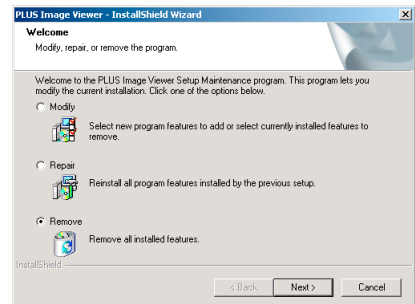 PLUS Image Viewer - InstallShield Wizard
Welcome
Modify, repair, or remove the program.
Welcome to the PLUS Image Viewer Setup Maintenance program. This program lets you
modify the current installation. Click one of the options below.
Modify
Select new program features to add or select currently installed features to
remove.
Repair
Reinstall all program features installed by the previous setup.
Remove
Remove all installed features.
InstallShield
< Back Next > Cancel